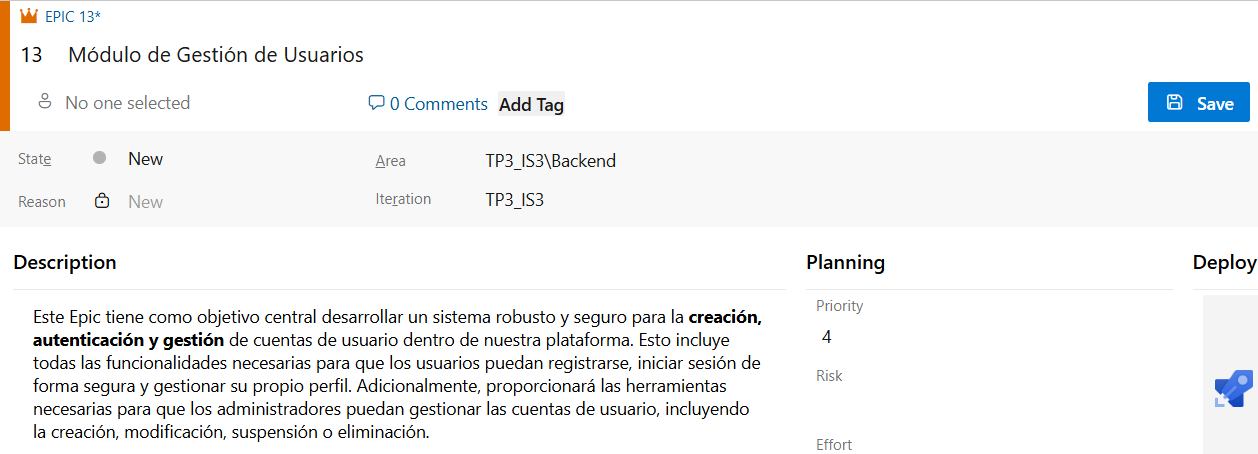 EPIC 13*
13 Módulo de Gestión de Usuarios
No one selected
0 Comments
Add Tag
Save
State New
Area TP3_IS3\Backend
Reason New
Iteration TP3_IS3
Description
Planning
Deploy
Este Epic tiene como objetivo central desarrollar un sistema robusto y seguro para la creación,
autenticación y gestión de cuentas de usuario dentro de nuestra plataforma. Esto incluye
todas las funcionalidades necesarias para que los usuarios puedan registrarse, iniciar sesión de
forma segura y gestionar su propio perfil. Adicionalmente, proporcionará las herramientas
necesarias para que los administradores puedan gestionar las cuentas de usuario, incluyendo
la creación, modificación, suspensión o eliminación.
Priority
4
Risk
Effort